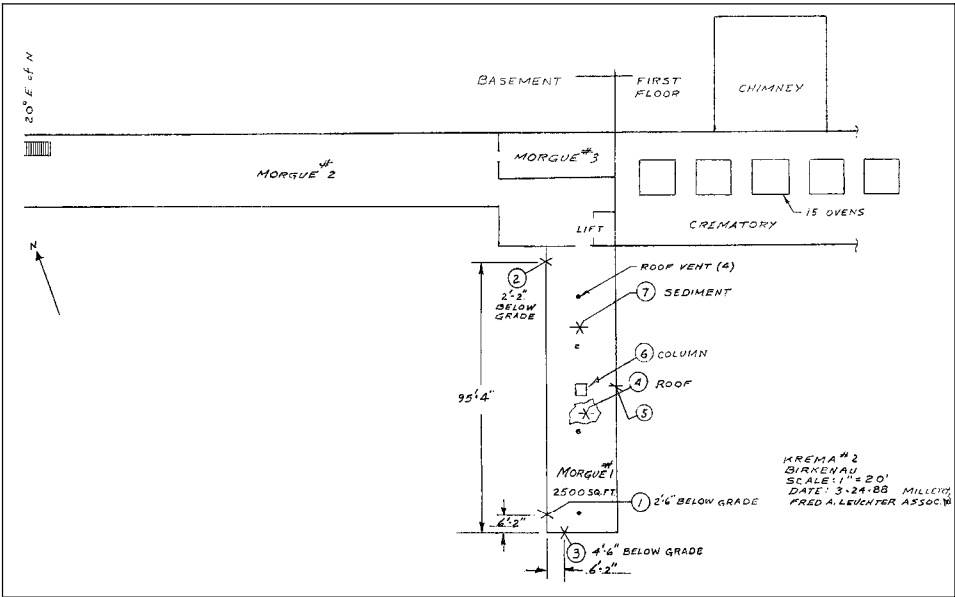 20° E of N
BASEMENT
FIRST
FLOOR
CHIMNEY
MORGUE #2
MORGUE #3
15 OVENS
CREMATORY
LIFT
N
ROOF VENT (4)
2
2'-2"
BELOW
GRADE
7 SEDIMENT
6 COLUMN
4 ROOF
5
95'4"
MORGUE #1
2500 SQ.FT.
1 2'6" BELOW GRADE
6'-2"
3 4'-6" BELOW GRADE
6'-2"
KREMA #2
BIRKENAU
SCALE: 1" = 20'
DATE: 3-24-88
FRED A. LEUCHTER ASSOC.